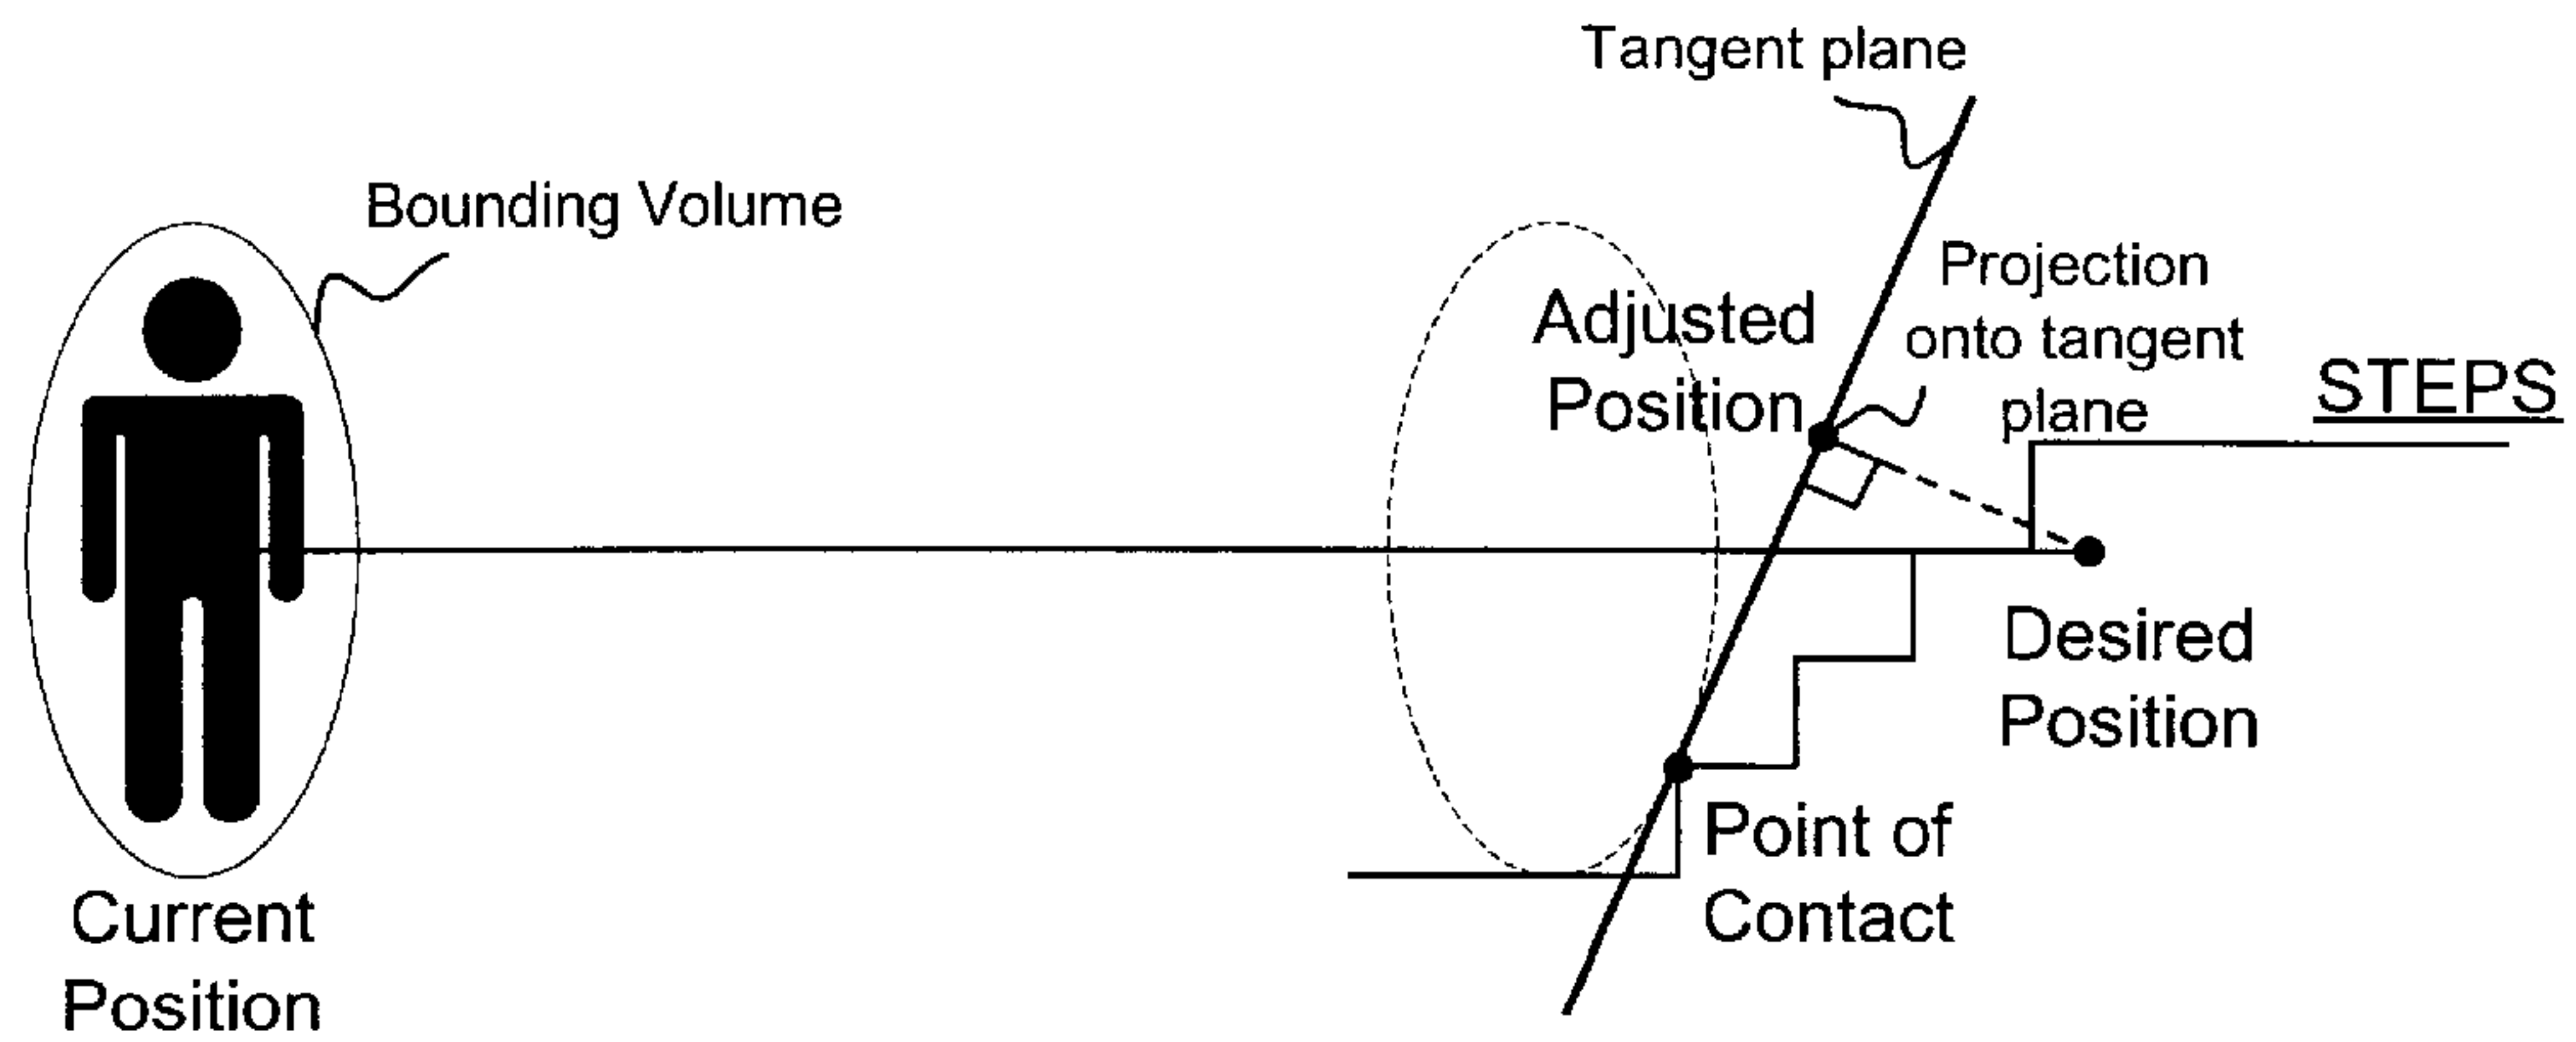 Tangent plane
Bounding Volume
Projection
onto tangent
plane
Adjusted
Position
STEPS
Desired
Position
Point of
Contact
Current
Position